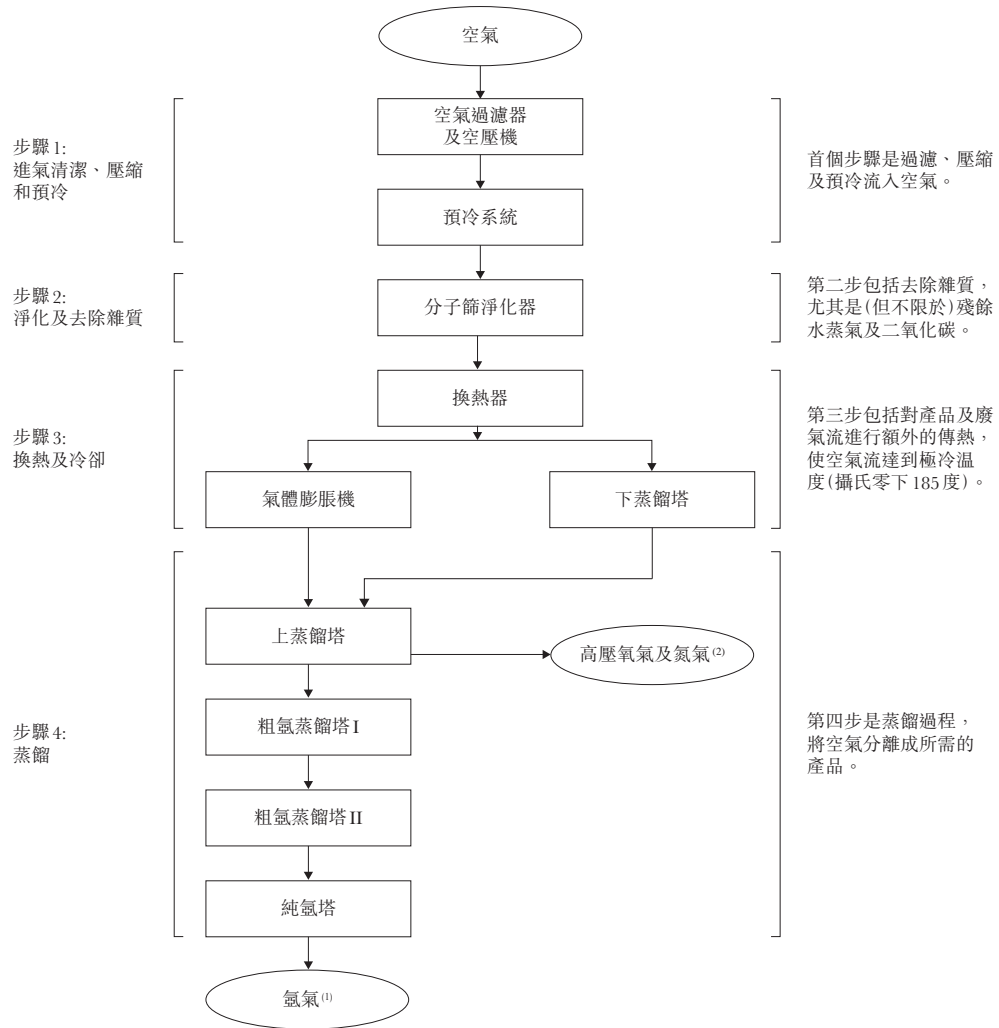 空氣
步驟1:
進氣清潔、壓縮
和預冷
空氣過濾器
及空壓機
預冷系統
首個步驟是過濾、壓縮
及預冷流入空氣。
步驟2:
淨化及去除雜質
分子篩淨化器
第二步包括去除雜質，
尤其是(但不限於)殘餘
水蒸氣及二氧化碳。
步驟3:
換熱及冷卻
換熱器
氣體膨脹機
下蒸餾塔
第三步包括對產品及廢
氣流進行額外的傳熱，
使空氣流達到極冷溫
度(攝氏零下185度)。
步驟4:
蒸餾
上蒸餾塔
高壓氧氣及氮氣(2)
粗氬蒸餾塔I
粗氬蒸餾塔II
純氬塔
第四步是蒸餾過程，
將空氣分離成所需的
產品。
氬氣(1)